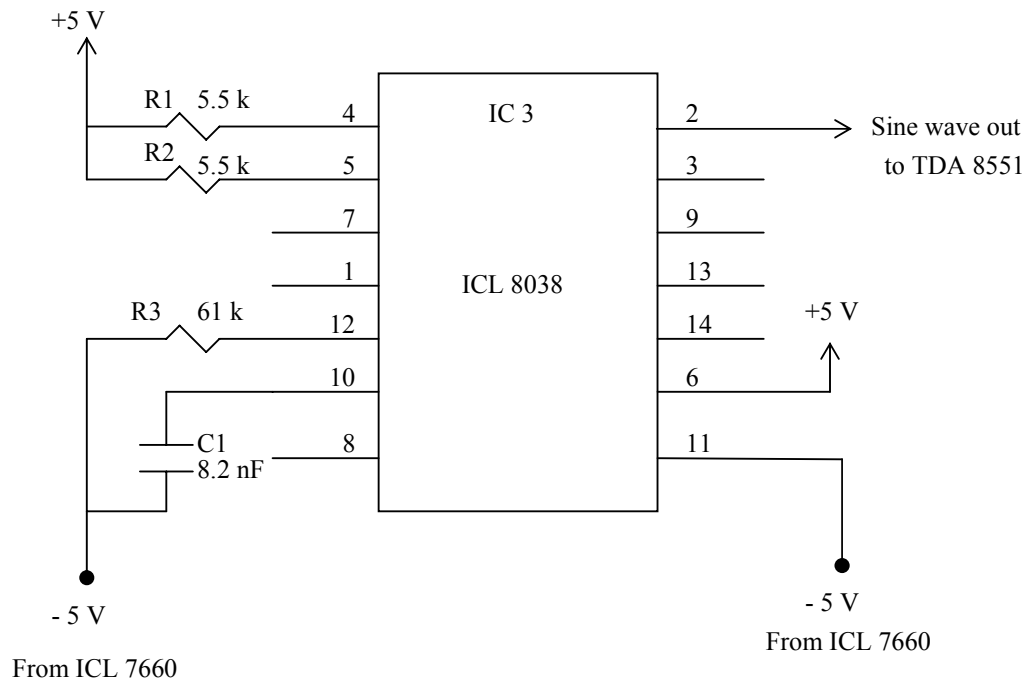 +5 V
R1 5.5 k
4
IC 3
2
Sine wave out
to TDA 8551
R2 5.5 k
5
3
7
9
1
ICL 8038
13
R3 61 k
12
14
+5 V
10
6
C1
8.2 nF
8
11
- 5 V
From ICL 7660
- 5 V
From ICL 7660